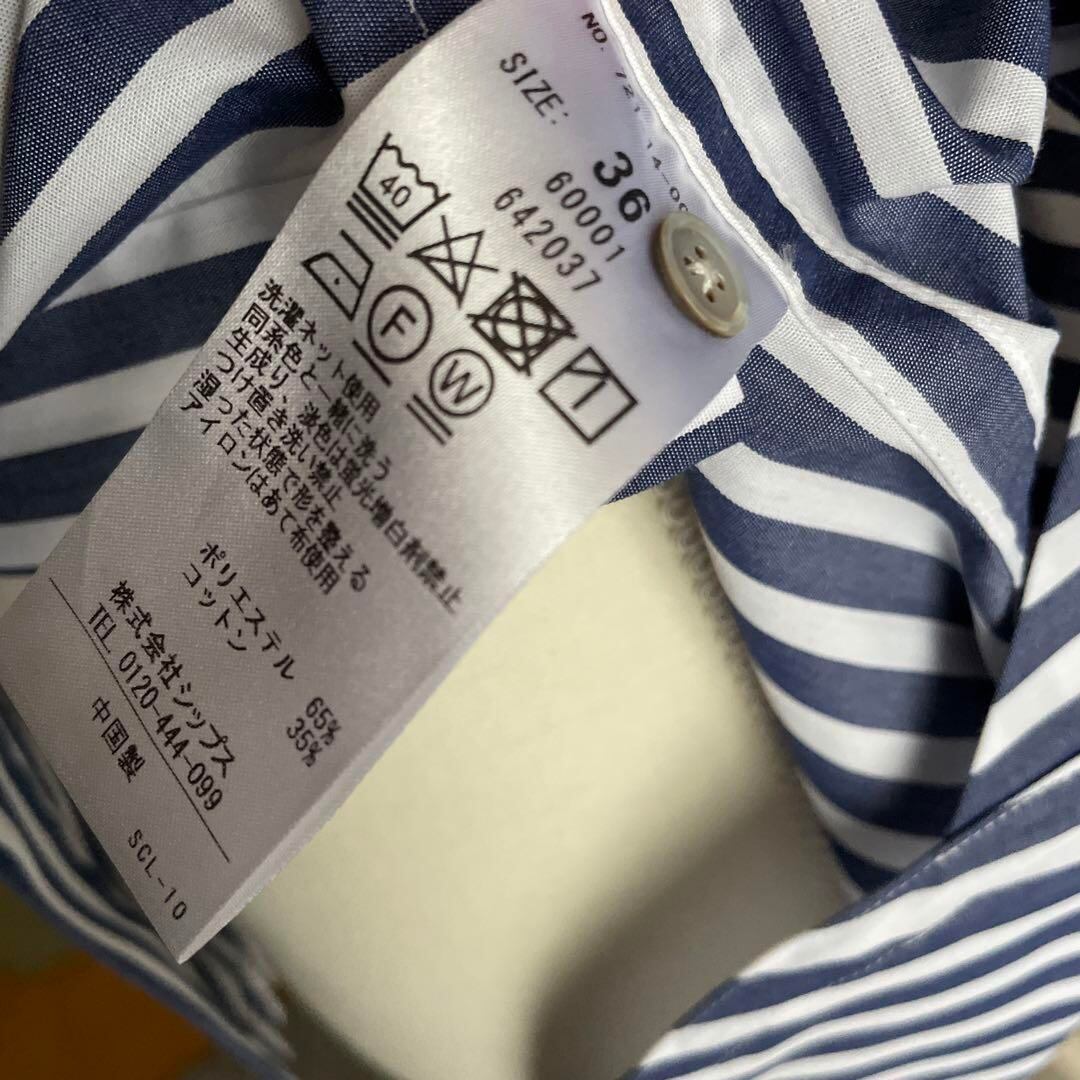 NO.
SIZE:
36
60001
642037
40
F
W
洗濯ネット使用
同系色と一緒に洗う
生成り、淡色は蛍光増白剤禁止
つけ置き洗い禁止
湿った状態で形を整える
アイロンはあて布使用
ポリエステル 65%
コットン 35%
株式会社シップス
TEL 0120-444-099
中国製
SCL-10